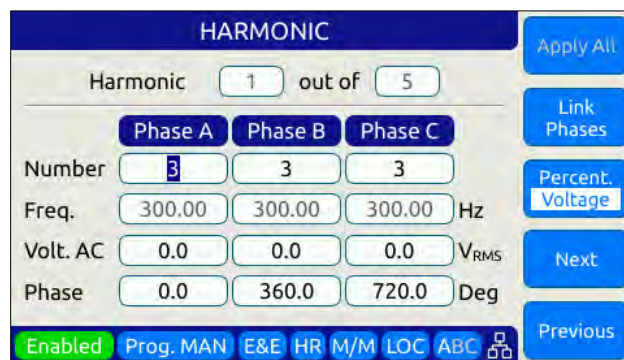 HARMONIC
Apply All
Harmonic 1 out of 5
Link
Phases
Phase A Phase B Phase C
Number 3 3 3
Percent.
Voltage
Freq. 300.00 300.00 300.00 Hz
Volt. AC 0.0 0.0 0.0 VRMS
Next
Phase 0.0 360.0 720.0 Deg
Previous
Enabled Prog. MAN E&E HR M/M LOC ABC